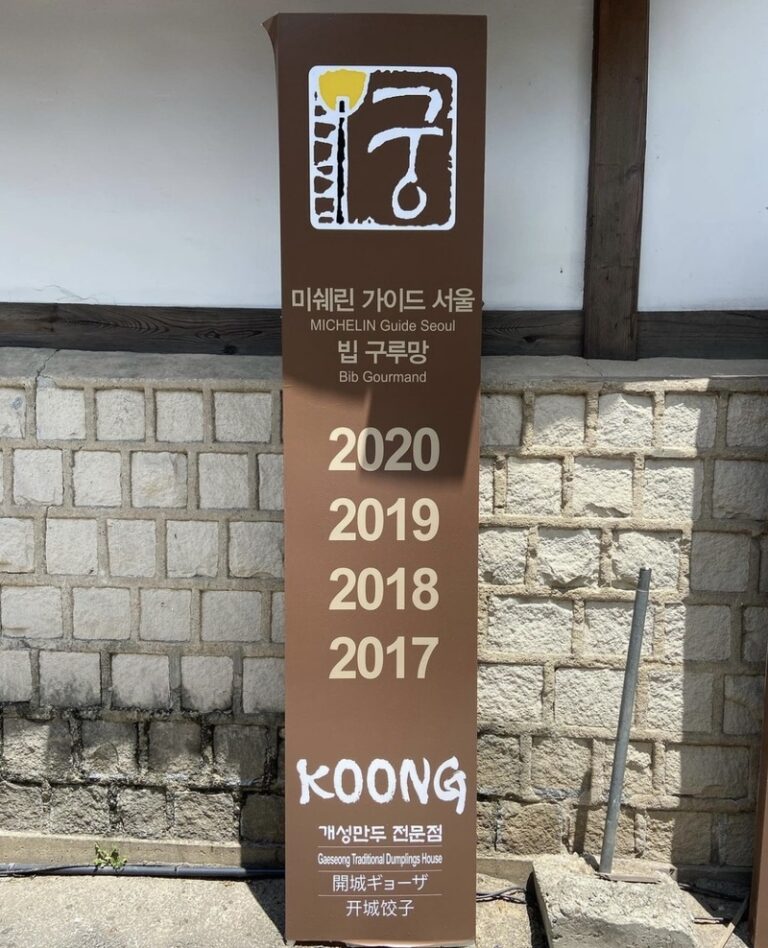 궁
미쉐린 가이드 서울
MICHELIN Guide Seoul
빕 구루망
Bib Gourmand
2020
2019
2018
2017
KOONG
개성만두 전문점
Gaeseong Traditional Dumplings House
開城ギョーザ
开城饺子